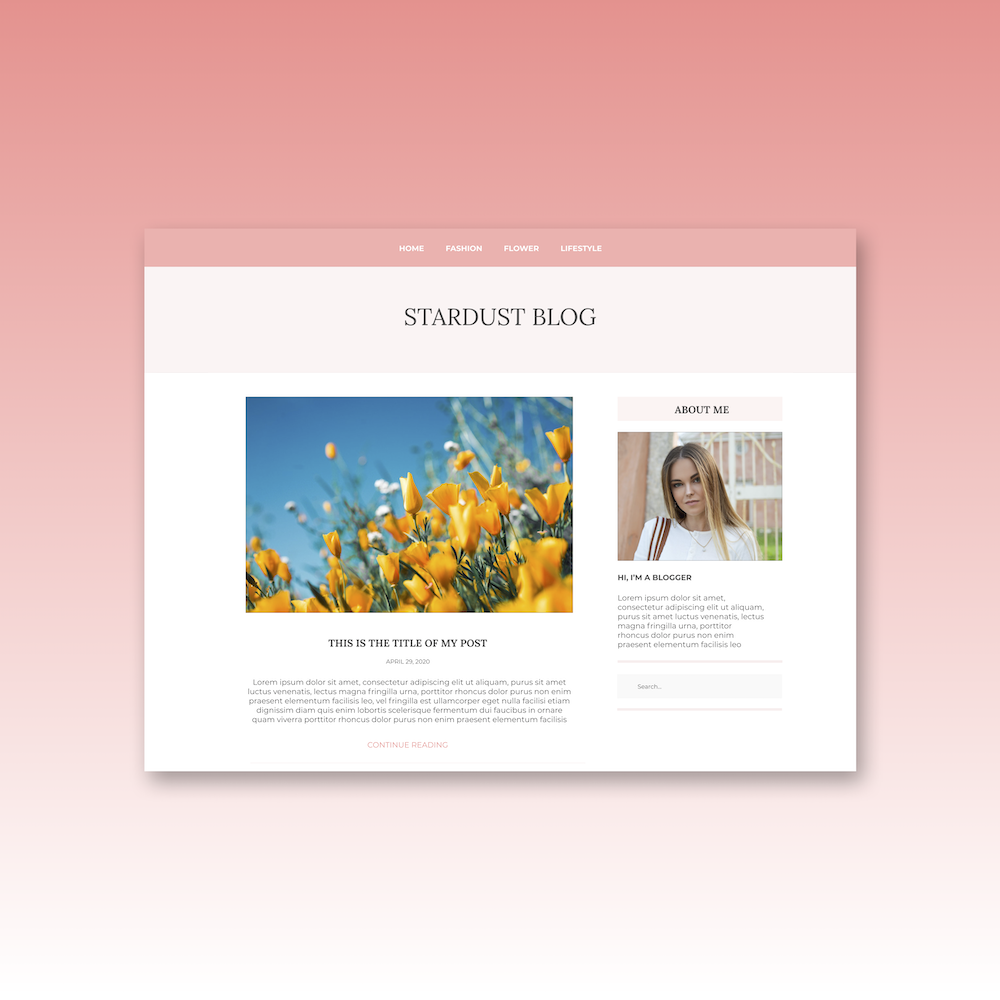 HOME FASHION FLOWER LIFESTYLE
STARDUST BLOG
THIS IS THE TITLE OF MY POST
APRIL 29, 2020
Lorem ipsum dolor sit amet, consectetur adipiscing elit ut aliquam, purus sit amet
luctus venenatis, lectus magna fringilla urna, porttitor rhoncus dolor purus non enim
praesent elementum facilisis leo, vel fringilla est ullamcorper eget nulla facilisi etiam
dignissim diam quis enim lobortis scelerisque fermentum dui faucibus in ornare
quam viverra porttitor rhoncus dolor purus non enim praesent elementum facilisis
CONTINUE READING
ABOUT ME
HI, I'M A BLOGGER
Lorem ipsum dolor sit amet,
consectetur adipiscing elit ut aliquam,
purus sit amet luctus venenatis, lectus
magna fringilla urna, porttitor
rhoncus dolor purus non enim
praesent elementum facilisis leo
Search...